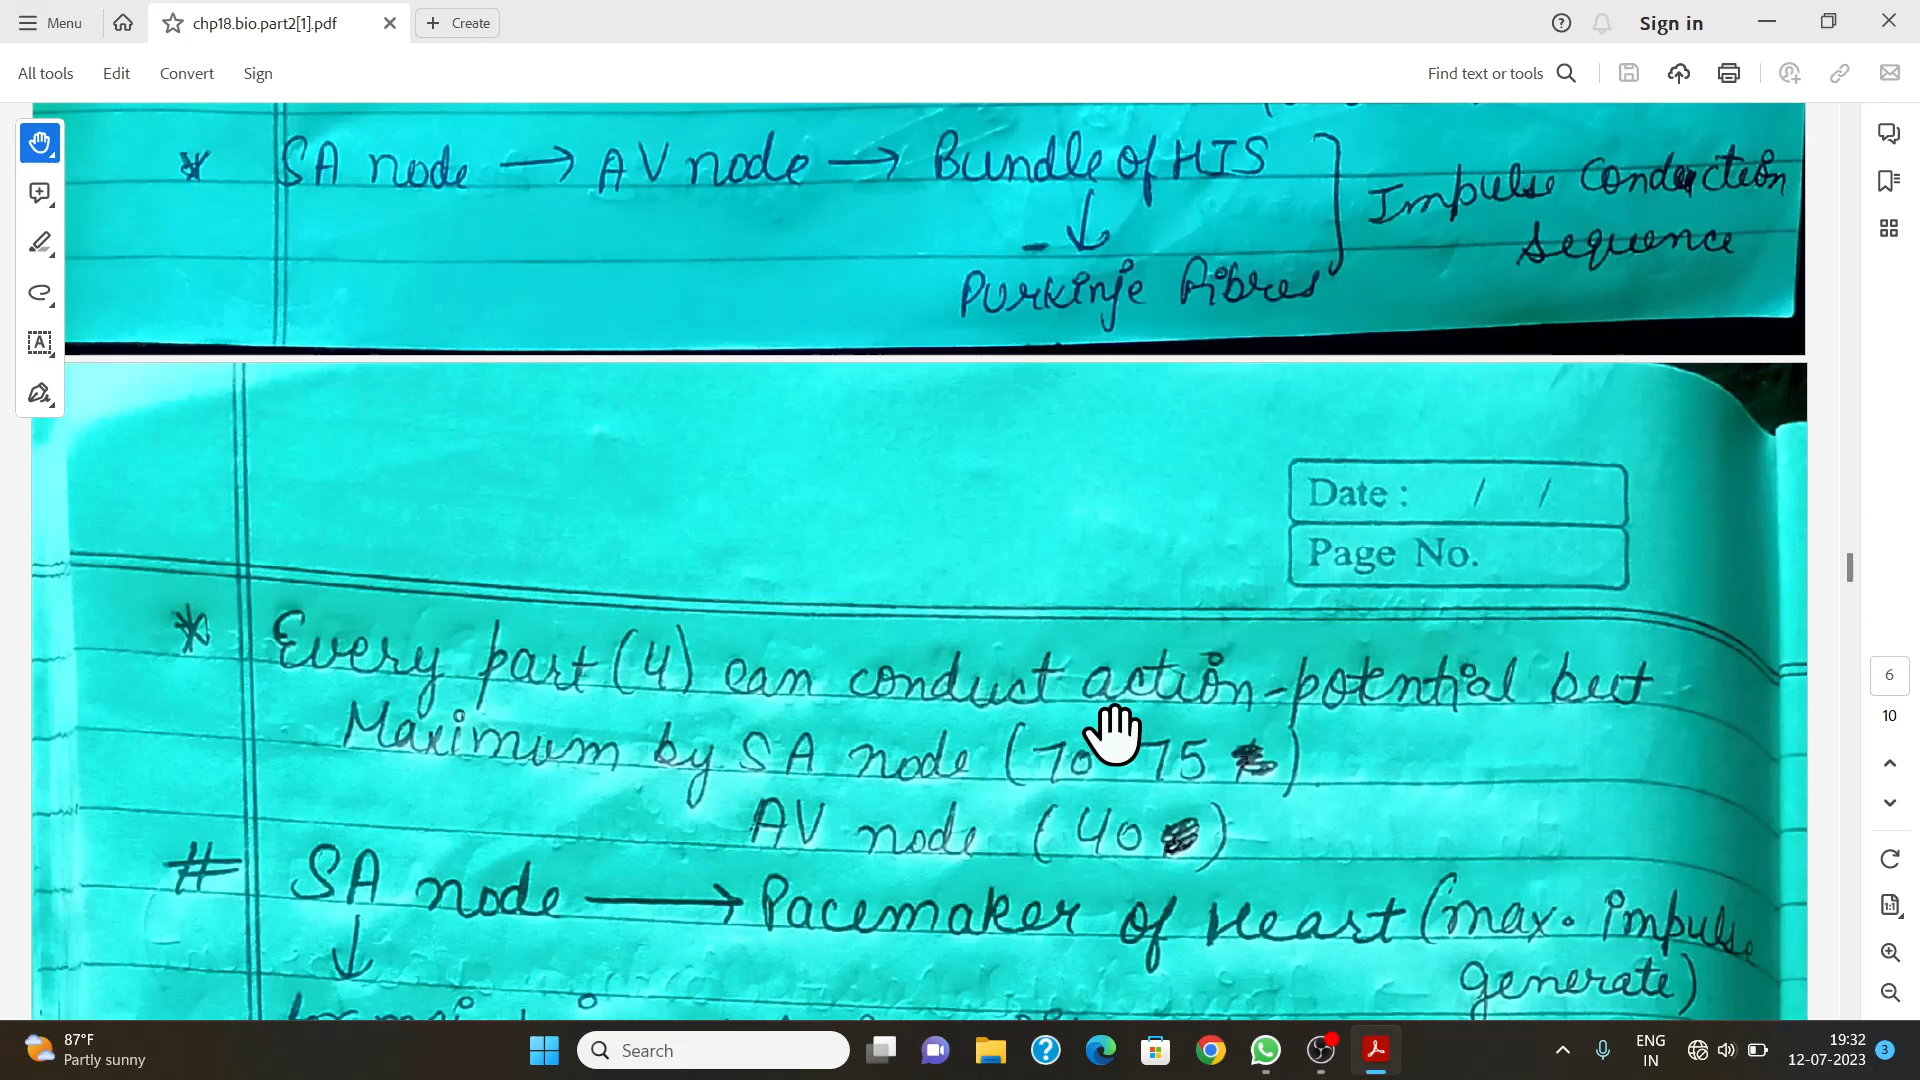 Menu
chp18.bio.part2[1].pdf
Create
Sign in
All tools Edit Convert Sign
Find text or tools
* SA node → AV node → Bundle of HIS
↓
Purkinje fibres
Impulse Conduction
Sequence
Date : / /
Page No.
* Every part (4) can conduct action-potential but
Maximum by SA node (70-75)
AV node (40)
# SA node → Pacemaker of Heart (max. impulse
generate)
↓
6
10
87°F
Partly sunny
Search
ENG
IN
19:32
12-07-2023
3